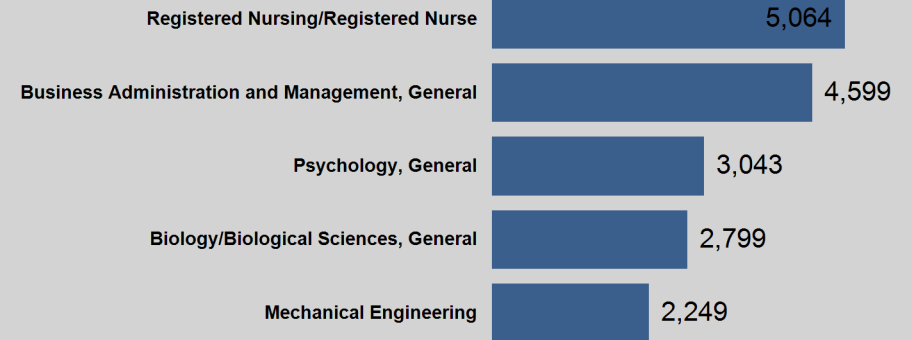 Registered Nursing/Registered Nurse 5,064
Business Administration and Management, General 4,599
Psychology, General 3,043
Biology/Biological Sciences, General 2,799
Mechanical Engineering 2,249